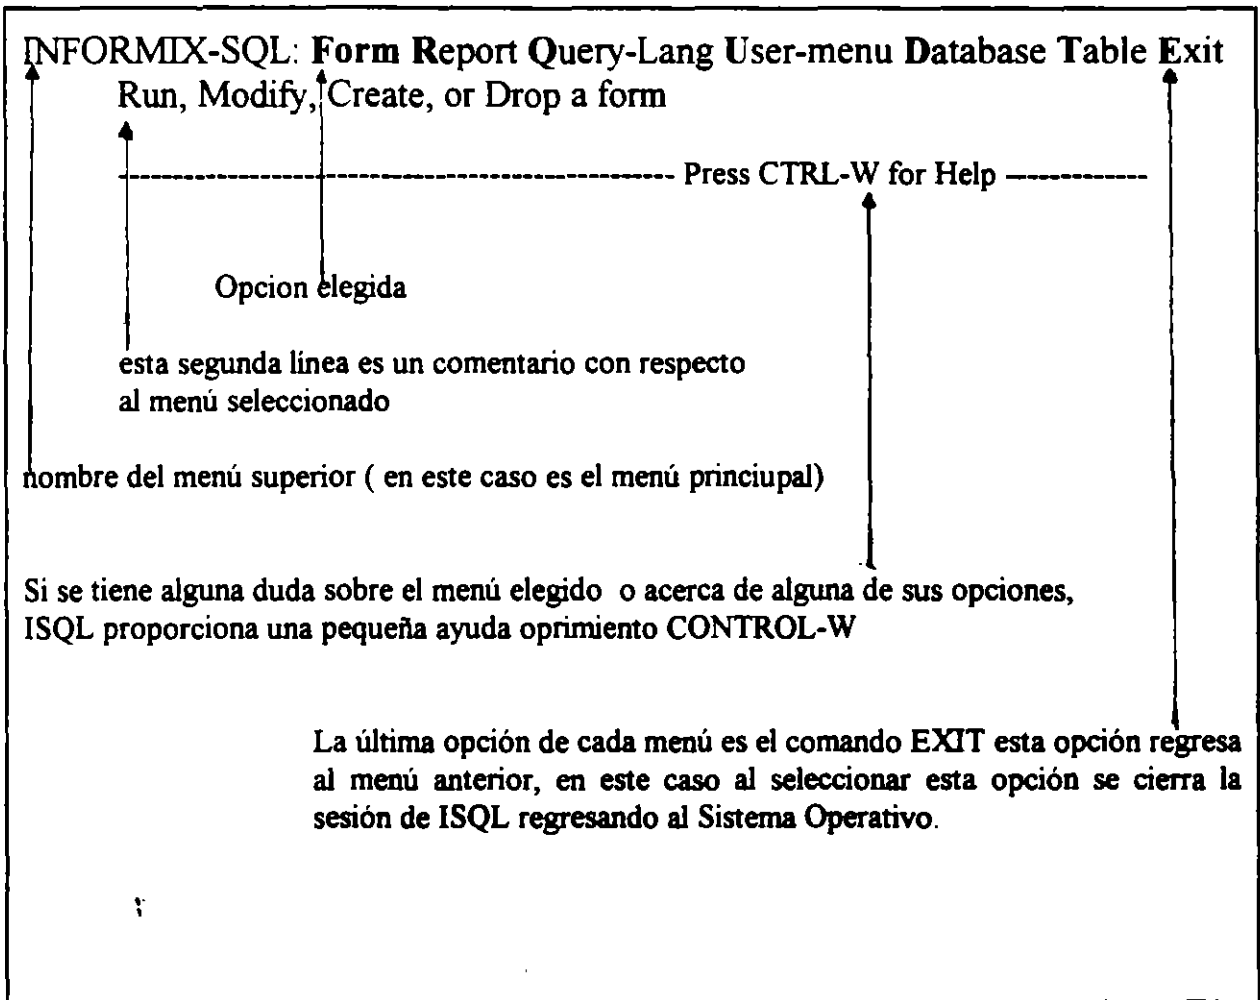 INFORMIX-SQL: Form Report Query-Lang User-menu Database Table Exit
Run, Modify, Create, or Drop a form
----------------------------------------------- Press CTRL-W for Help -------------
Opcion elegida
esta segunda línea es un comentario con respecto
al menú seleccionado
nombre del menú superior ( en este caso es el menú princiupal)
Si se tiene alguna duda sobre el menú elegido o acerca de alguna de sus opciones,
ISQL proporciona una pequeña ayuda oprimiento CONTROL-W
La última opción de cada menú es el comando EXIT esta opción regresa
al menú anterior, en este caso al seleccionar esta opción se cierra la
sesión de ISQL regresando al Sistema Operativo.